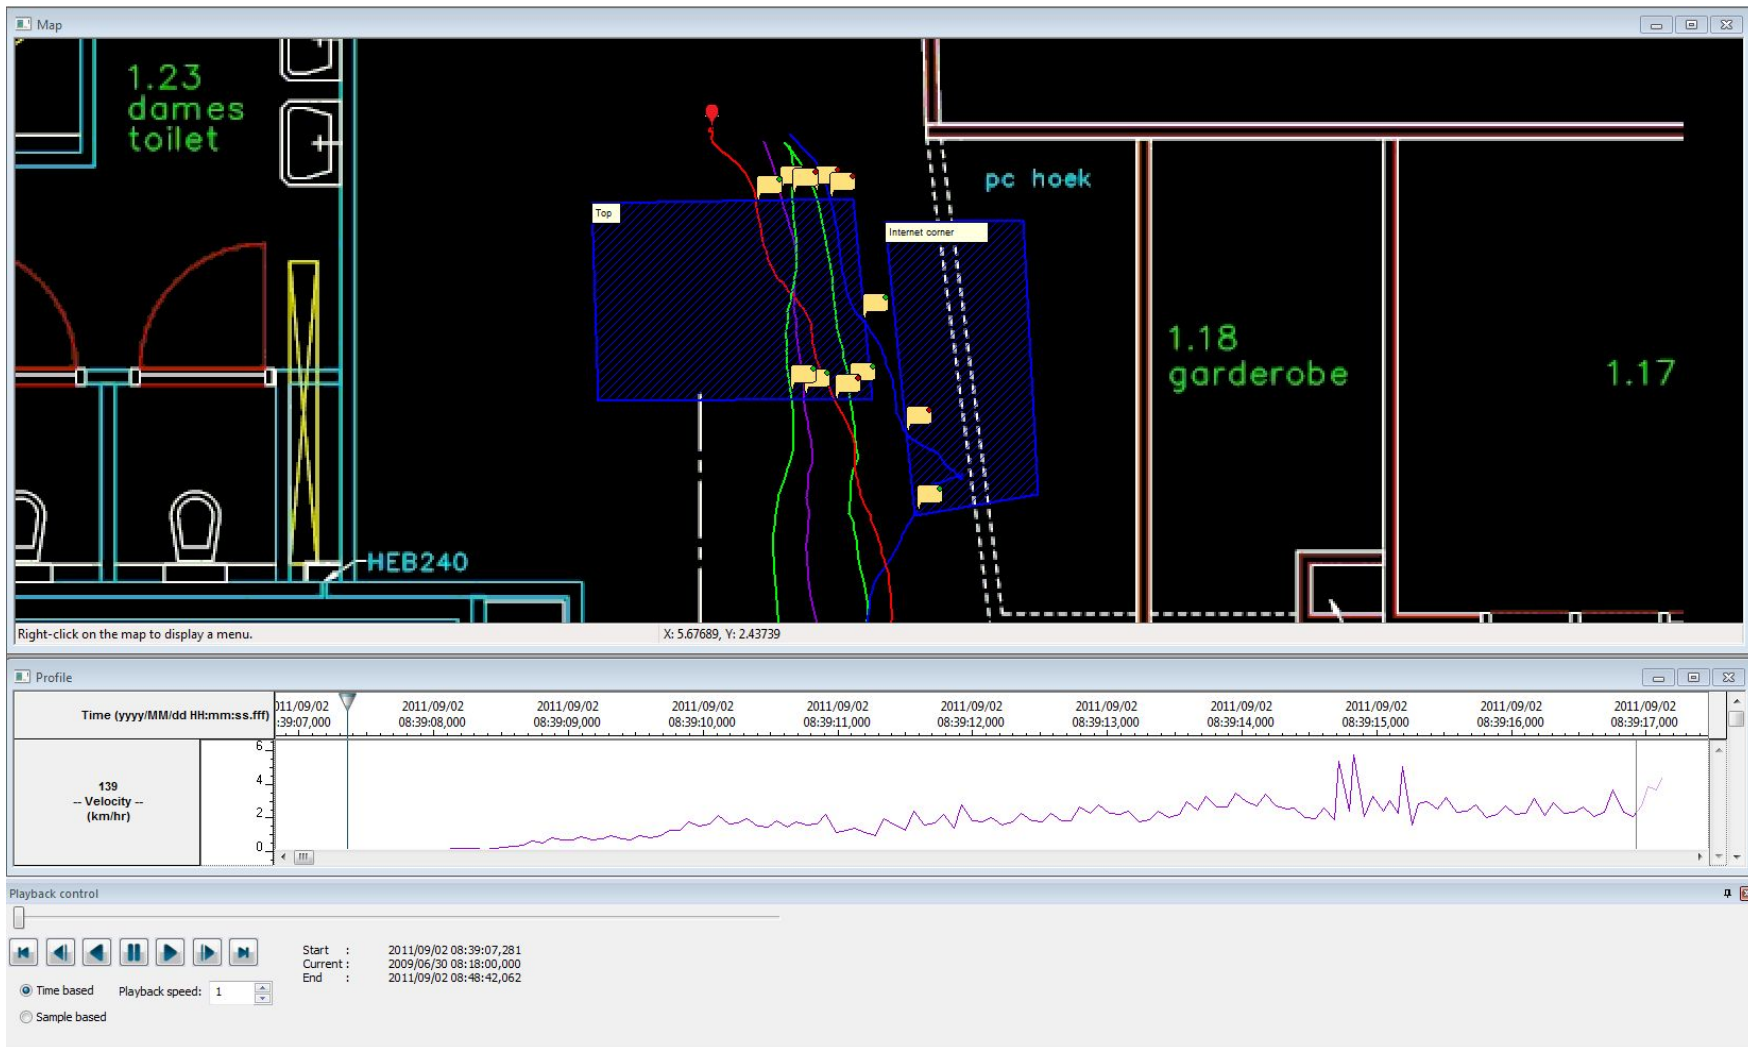 Map
1.23
dames
toilet
pc hoek
Top
Internet corner
1.18
garderobe
1.17
HEB240
Right-click on the map to display a menu.
X: 5.67689, Y: 2.43739
Profile
Time (yyyy/MM/dd HH:mm:ss.fff)
)11/09/02 2011/09/02 2011/09/02 2011/09/02 2011/09/02 2011/09/02 2011/09/02 2011/09/02 2011/09/02 2011/09/02 2011/09/02
:39:07,000 08:39:08,000 08:39:09,000 08:39:10,000 08:39:11,000 08:39:12,000 08:39:13,000 08:39:14,000 08:39:15,000 08:39:16,000 08:39:17,000
139
-- Velocity --
(km/hr)
6
4
2
0
Playback control
Start : 2011/09/02 08:39:07,281
Current : 2009/06/30 08:18:00,000
End : 2011/09/02 08:48:42,062
Time based Playback speed: 1
Sample based